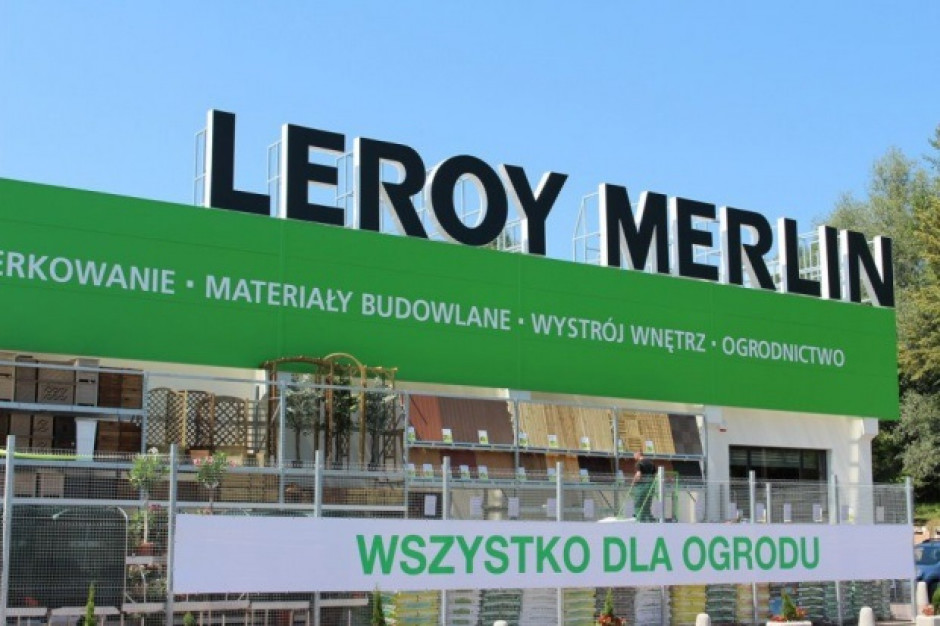 LEROY MERLIN
ERKOWANIE · MATERIAŁY BUDOWLANE · WYSTRÓJ WNĘTRZ · OGRODNICTWO
WSZYSTKO DLA OGRODU